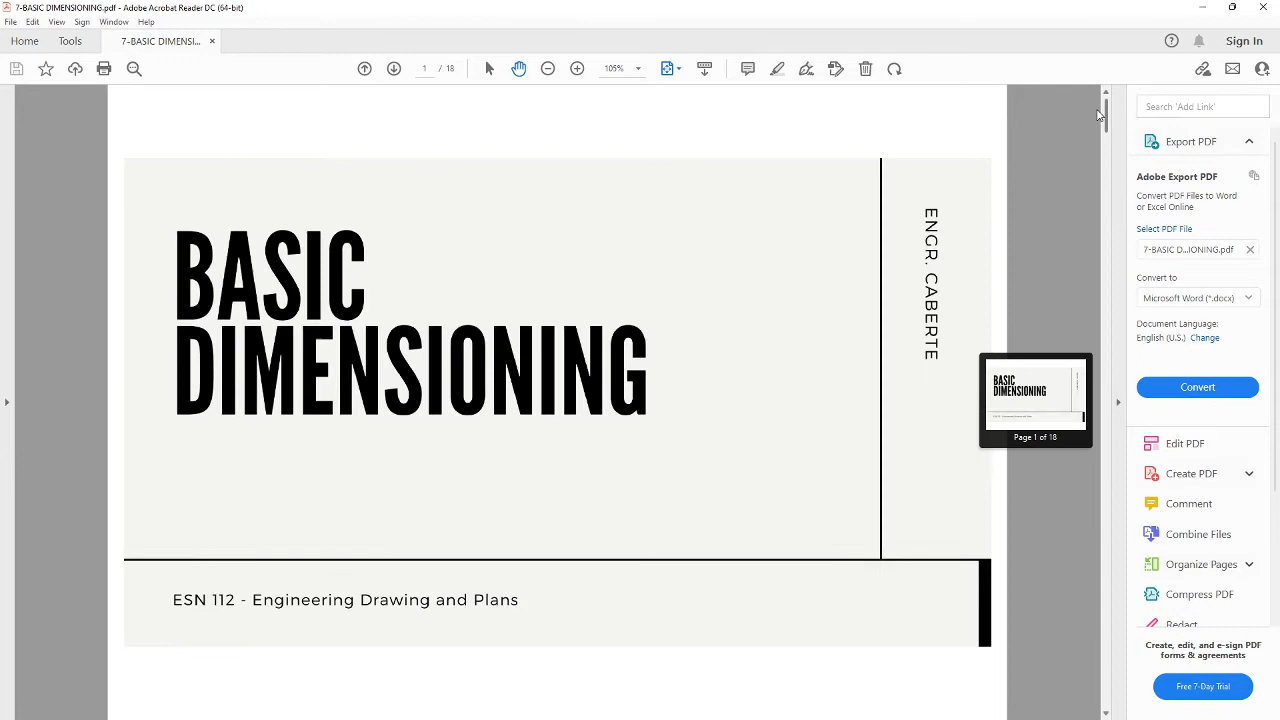 7-BASIC DIMENSIONING.pdf - Adobe Acrobat Reader DC (64-bit)
File Edit View Sign Window Help
Home Tools 7-BASIC DIMENSI... × Sign In
1 / 18 105%
BASIC
DIMENSIONING
ENGR. CABERTE
ESN 112 - Engineering Drawing and Plans
BASIC
DIMENSIONING
Page 1 of 18
Search 'Add Link'
Export PDF
Adobe Export PDF
Convert PDF Files to Word
or Excel Online
Select PDF File
7-BASIC D...IONING.pdf
Convert to
Microsoft Word (*.docx)
Document Language:
English (U.S.) Change
Convert
Edit PDF
Create PDF
Comment
Combine Files
Organize Pages
Compress PDF
Redact
Create, edit, and e-sign PDF
forms & agreements
Free 7-Day Trial